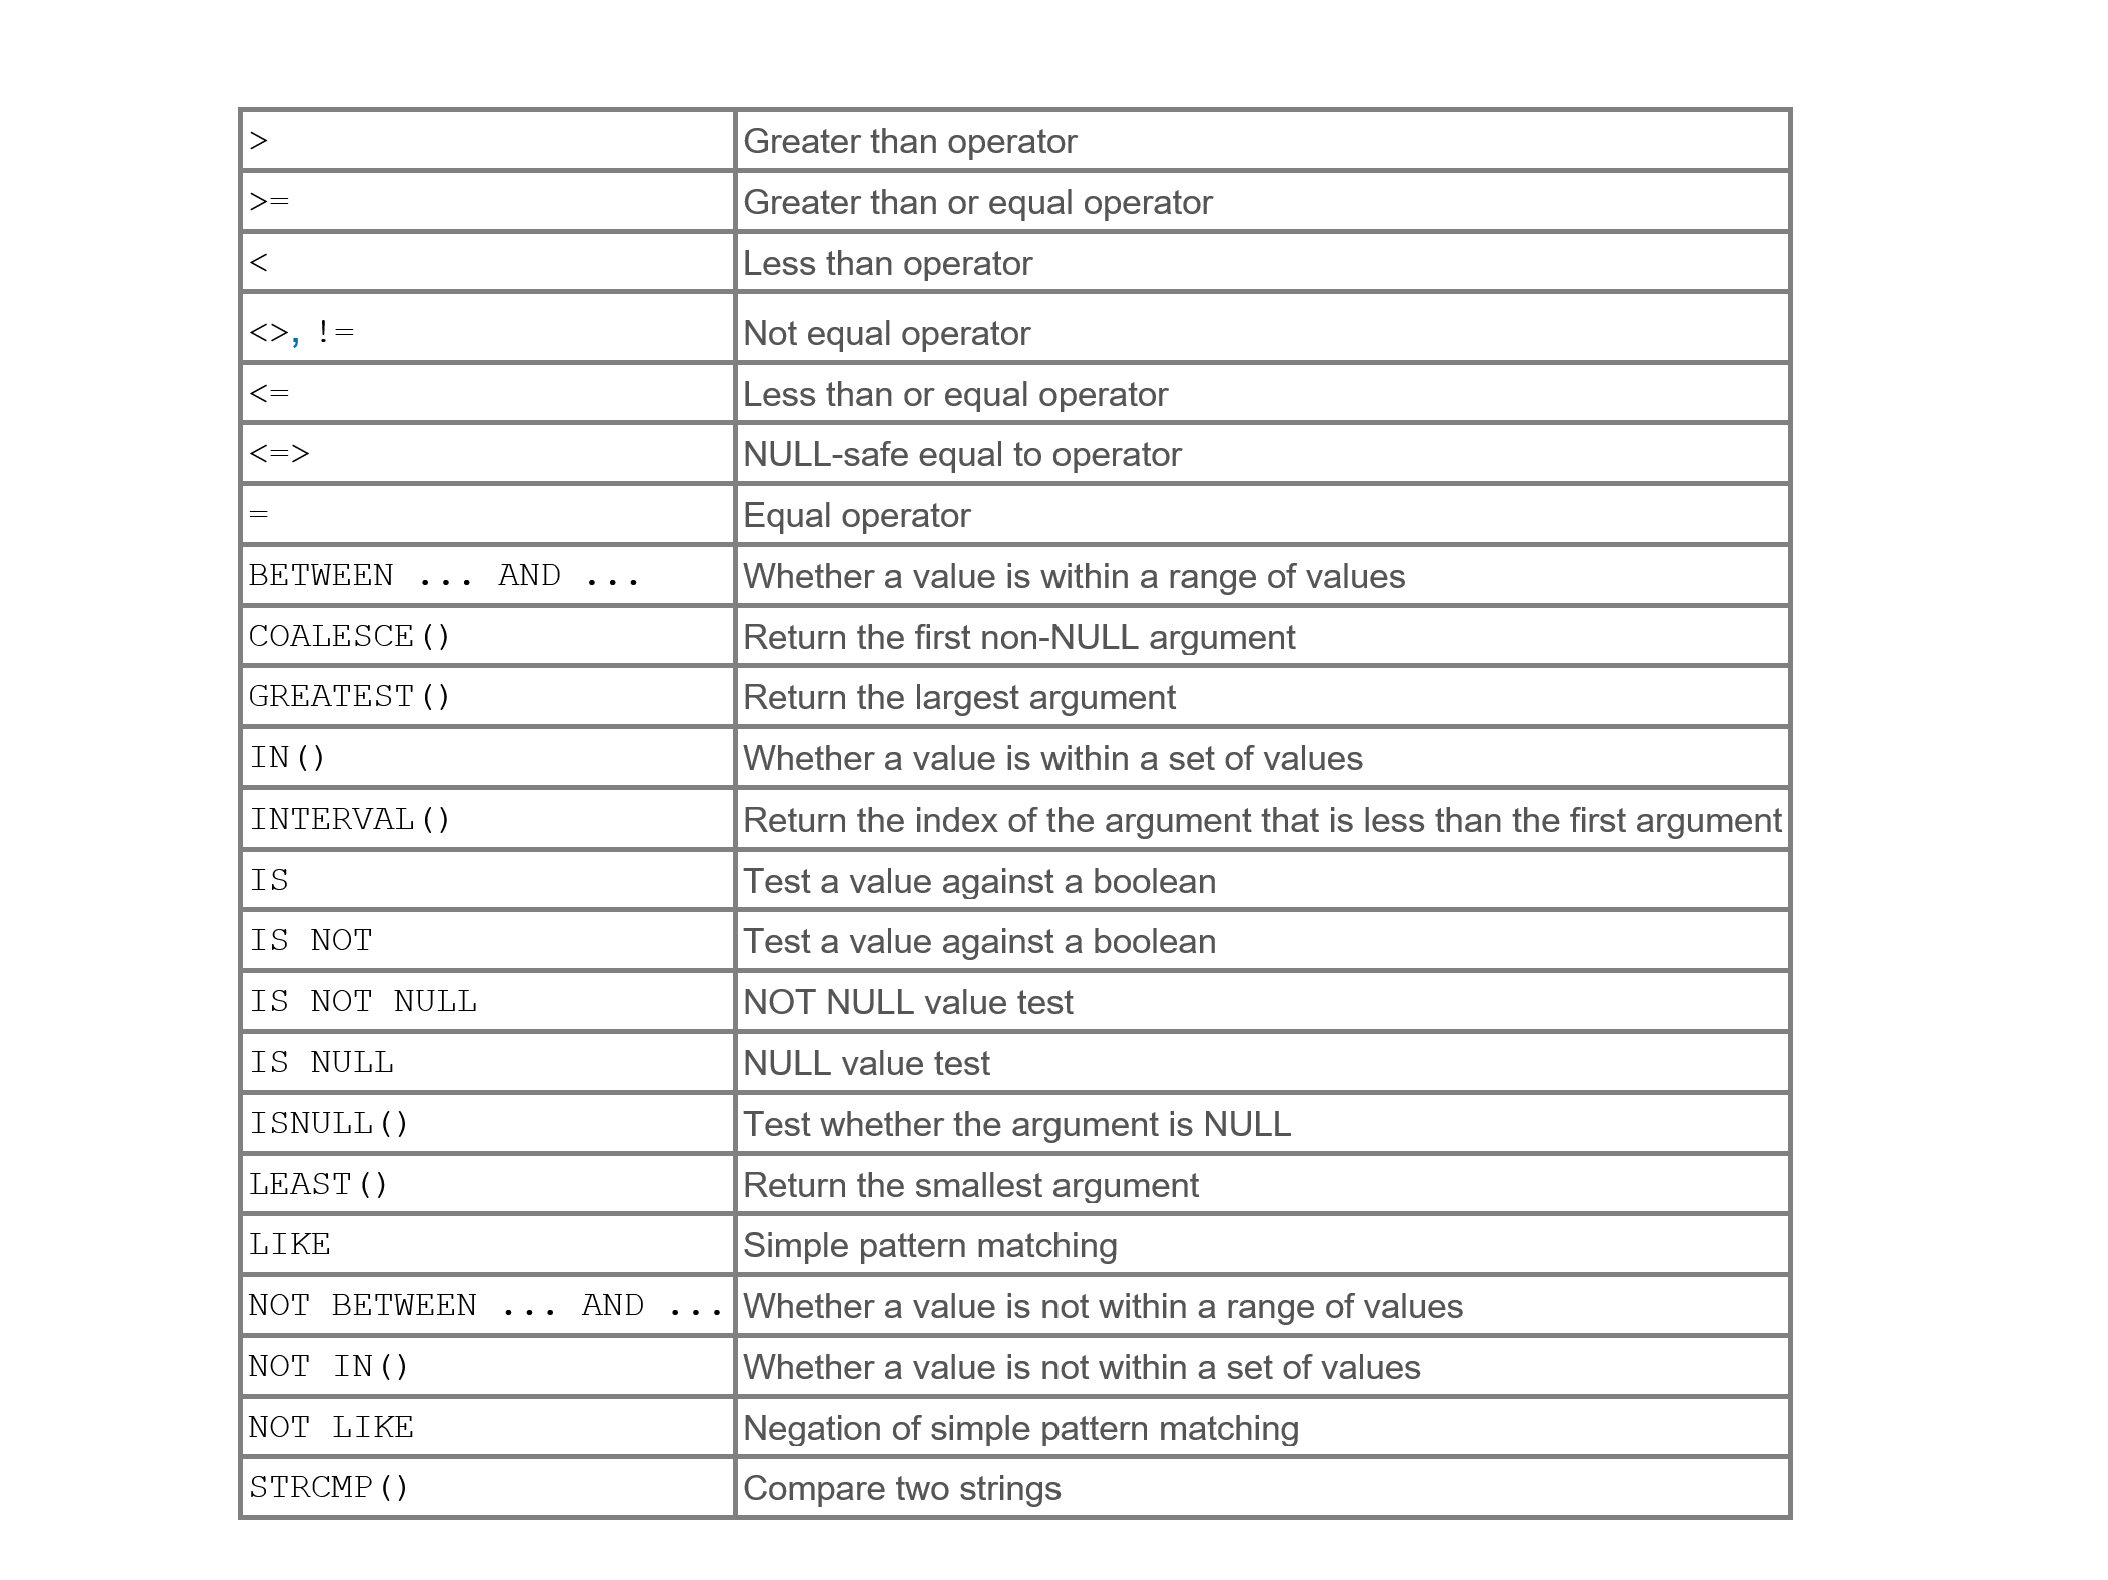 > Greater than operator
>= Greater than or equal operator
< Less than operator
<>, != Not equal operator
<= Less than or equal operator
<=> NULL-safe equal to operator
= Equal operator
BETWEEN ... AND ... Whether a value is within a range of values
COALESCE() Return the first non-NULL argument
GREATEST() Return the largest argument
IN() Whether a value is within a set of values
INTERVAL() Return the index of the argument that is less than the first argument
IS Test a value against a boolean
IS NOT Test a value against a boolean
IS NOT NULL NOT NULL value test
IS NULL NULL value test
ISNULL() Test whether the argument is NULL
LEAST() Return the smallest argument
LIKE Simple pattern matching
NOT BETWEEN ... AND ... Whether a value is not within a range of values
NOT IN() Whether a value is not within a set of values
NOT LIKE Negation of simple pattern matching
STRCMP() Compare two strings